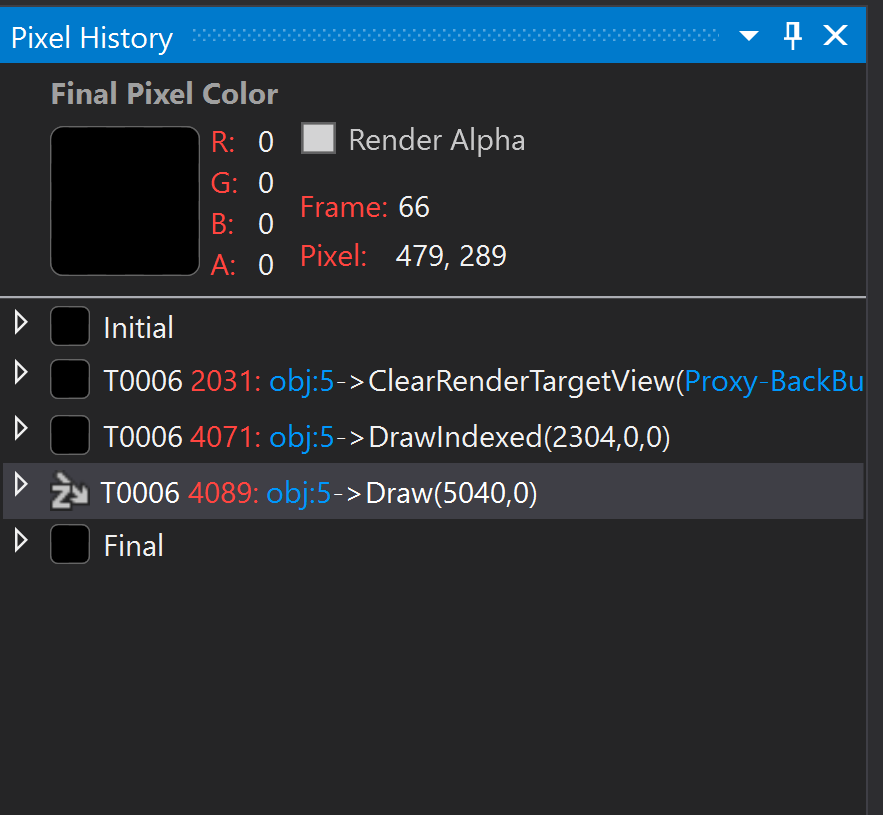 Pixel History
Final Pixel Color
R: 0
G: 0
B: 0
A: 0
Render Alpha
Frame: 66
Pixel: 479, 289
Initial
T0006 2031: obj:5->ClearRenderTargetView(Proxy-BackBu
T0006 4071: obj:5->DrawIndexed(2304,0,0)
T0006 4089: obj:5->Draw(5040,0)
Final